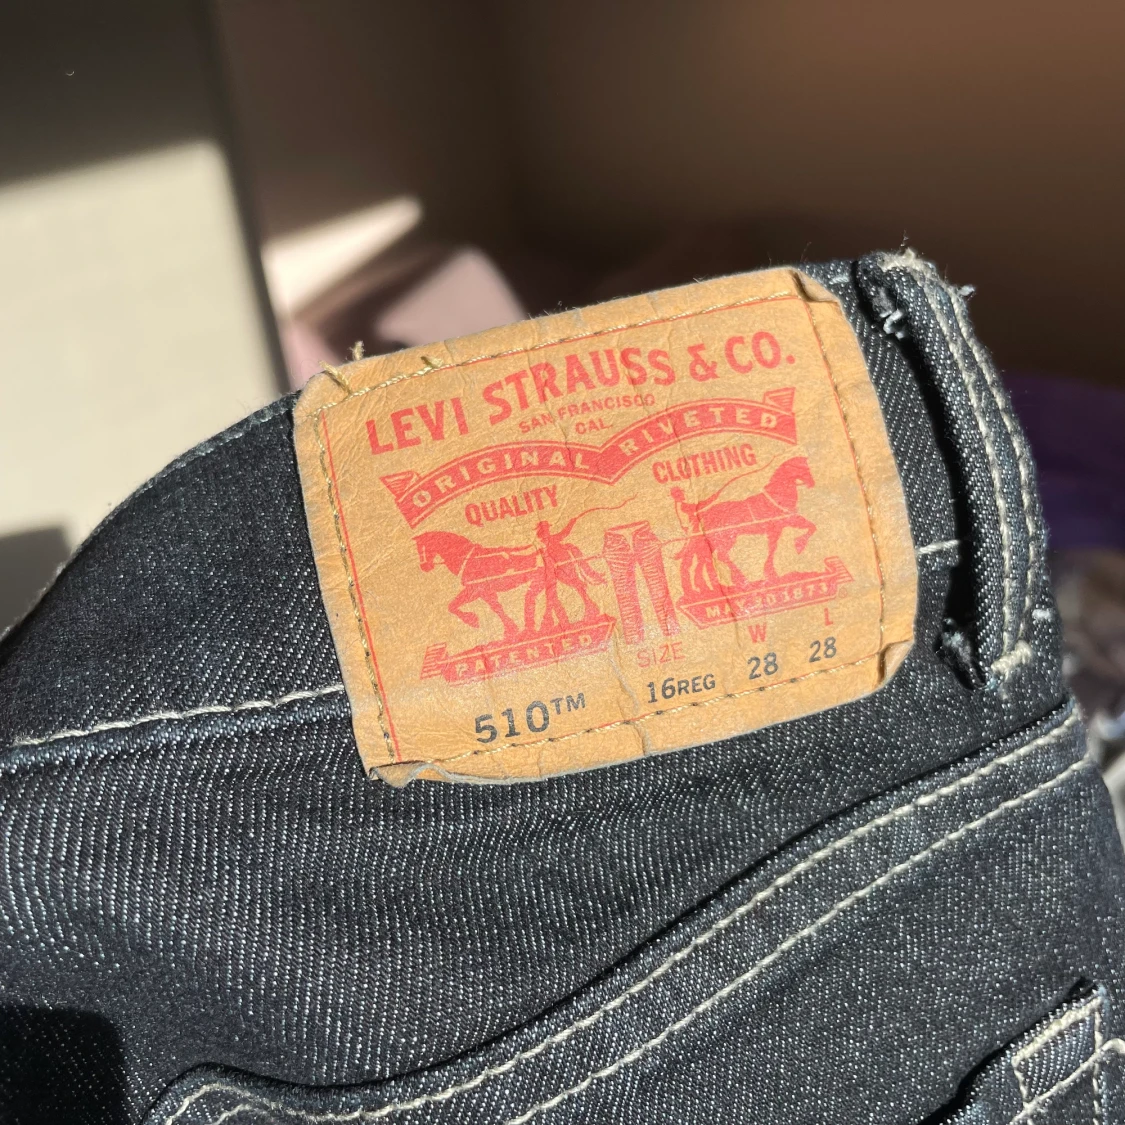 LEVI STRAUSS & CO.
SAN FRANCISCO
CAL.
ORIGINAL RIVETED
QUALITY CLOTHING
PATENTED MAY 20 1873
SIZE W L
510™ 16REG 28 28